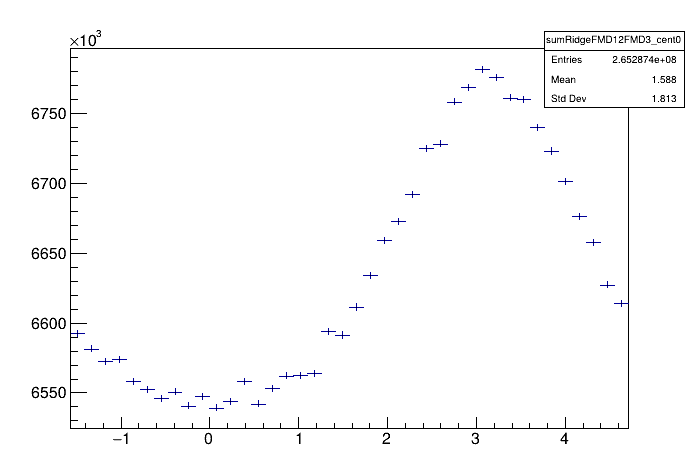 ×10³
sumRidgeFMD12FMD3_cent0
Entries 2.652874e+08
Mean 1.588
Std Dev 1.813
6750
6700
6650
6600
6550
−1 0 1 2 3 4